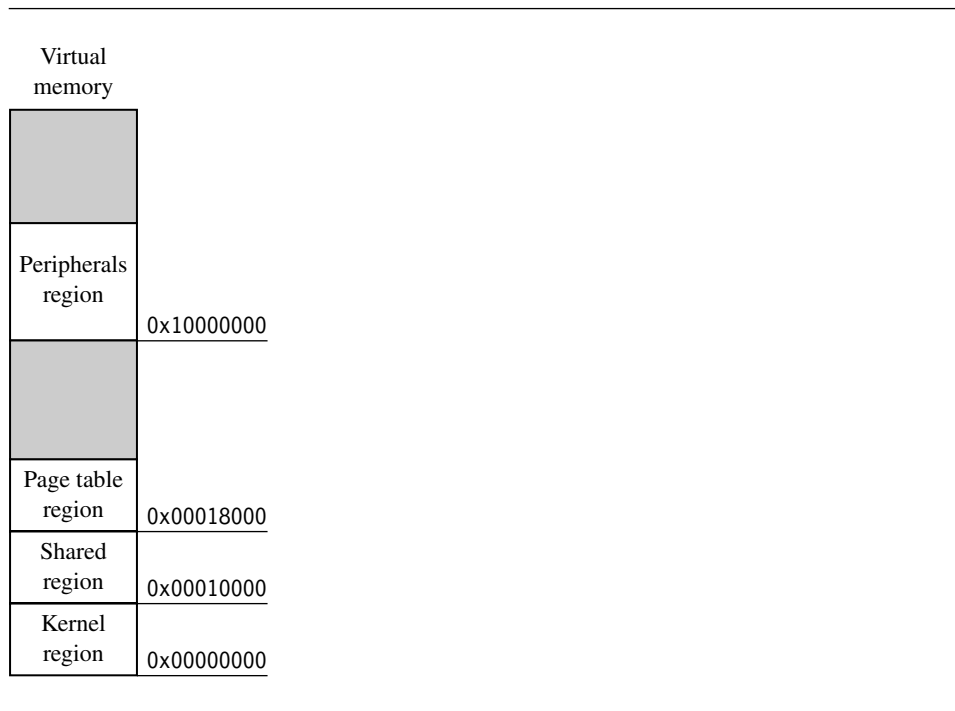 Virtual
memory
Peripherals
region
0x10000000
Page table
region
0x00018000
Shared
region
0x00010000
Kernel
region
0x00000000